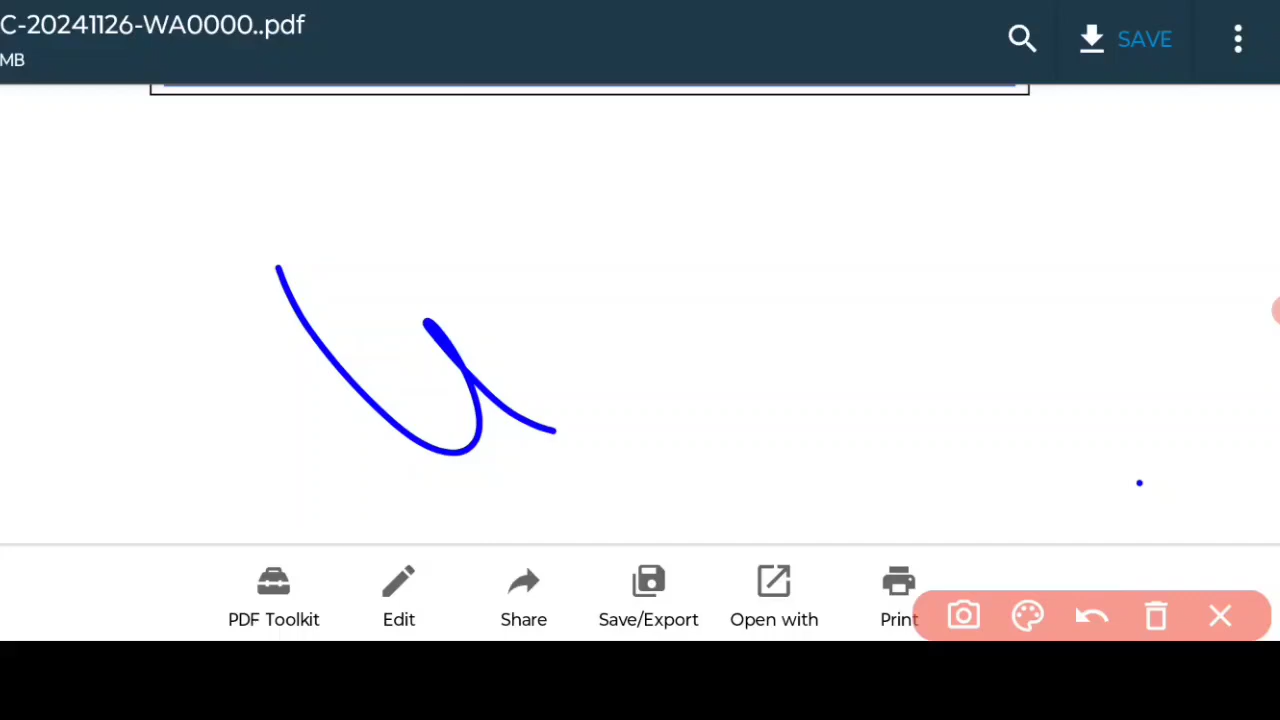 C-20241126-WA0000..pdf
MB
SAVE
PDF Toolkit
Edit
Share
Save/Export
Open with
Print